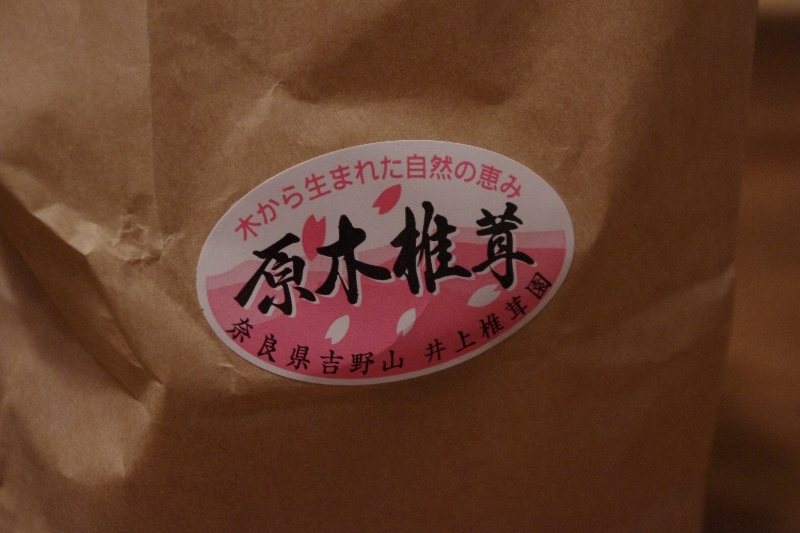 木から生まれた自然の恵み
原木椎茸
奈良県吉野山 井上椎茸園